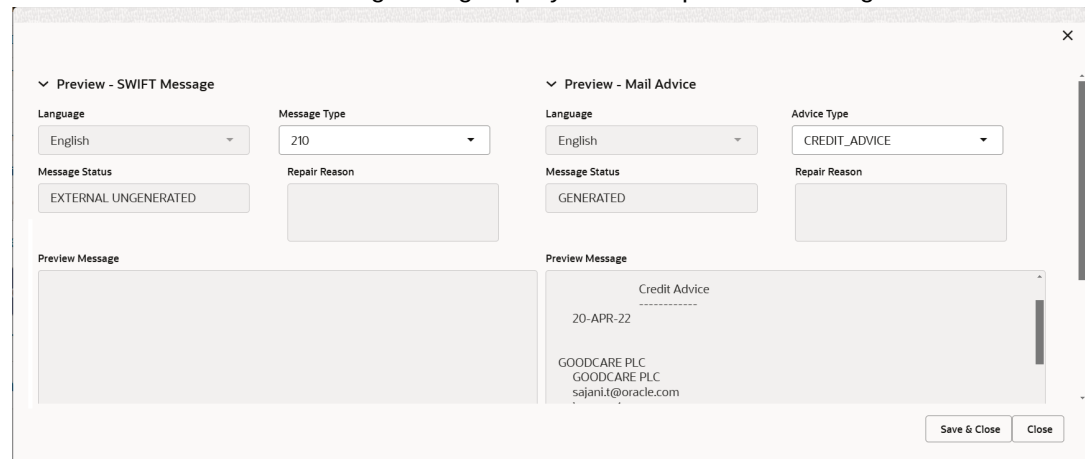 Preview - SWIFT Message
Language
Message Type
English
210
Message Status
Repair Reason
EXTERNAL UNGENERATED
Preview Message
Preview - Mail Advice
Language
Advice Type
English
CREDIT_ADVICE
Message Status
Repair Reason
GENERATED
Preview Message
Credit Advice
------------
20-APR-22
GOODCARE PLC
GOODCARE PLC
sajani.t@oracle.com
Save & Close
Close